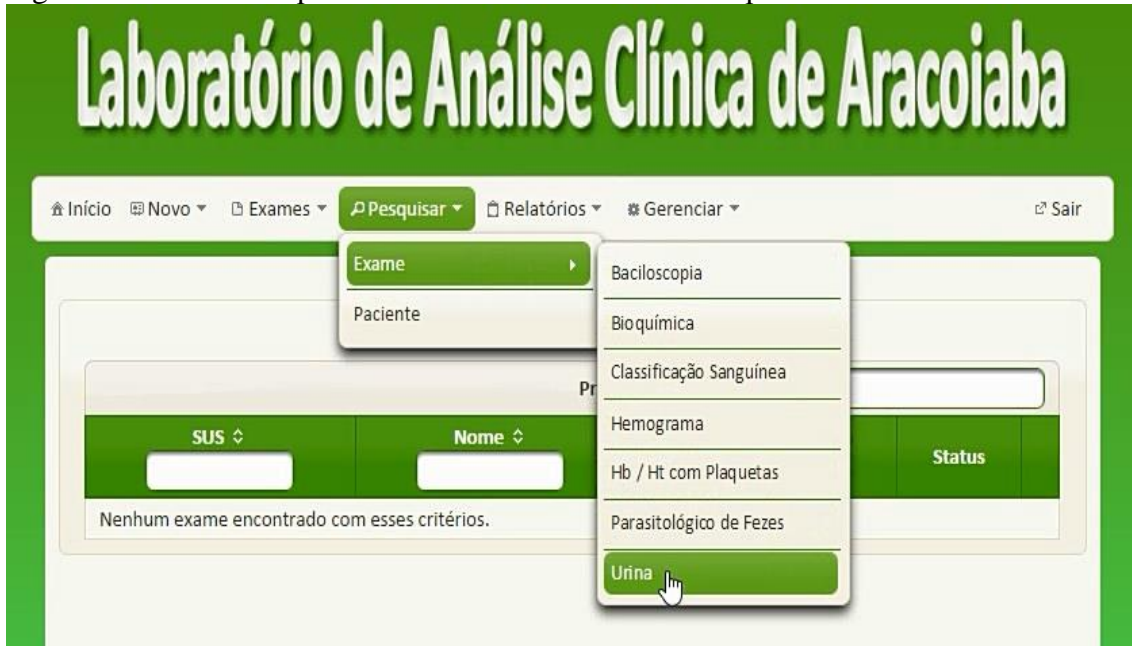 Laboratório de Análise Clínica de Aracoiaba
Início Novo Exames Pesquisar Relatórios Gerenciar Sair
Exame
Paciente
Baciloscopia
Bioquímica
Classificação Sanguínea
Hemograma
Hb / Ht com Plaquetas
Parasitológico de Fezes
Urina
Pr
SUS Nome Status
Nenhum exame encontrado com esses critérios.